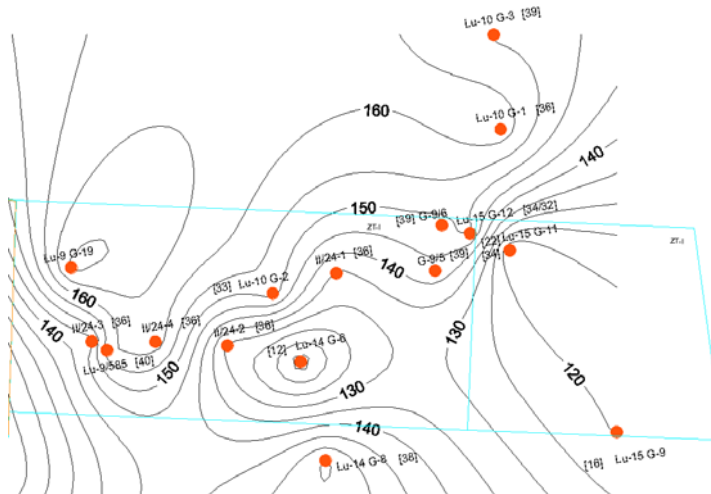 Lu-10 G-3 [39]
160
Lu-10 G-1 [36]
140
150
[39] G-9/6
Lu-15 G-12 [34/32]
ZT-I
[22] Lu-15 G-11
ZT-I
Lu-9 G-19
II/24-1 [36]
140
G-9/5 [39]
[34]
[33] Lu-10 G-2
160
140
II/24-3 [36]
II/24-4 [36]
II/24-2 [36]
[12] Lu-14 G-6
130
Lu-9/585 [40]
150
130
120
140
Lu-14 G-8 [38]
[16] Lu-15 G-9